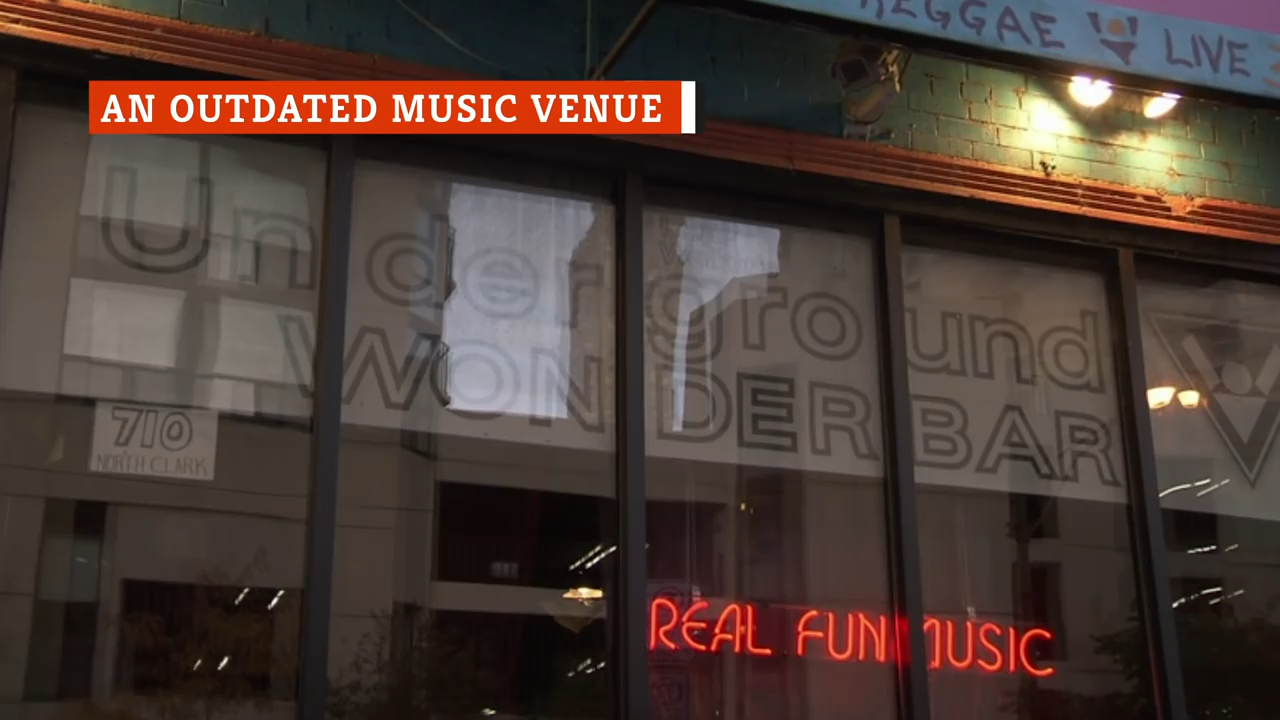 REGGAE LIVE
AN OUTDATED MUSIC VENUE
Underground
WONDERBAR
710
NORTH CLARK
REAL FUN MUSIC